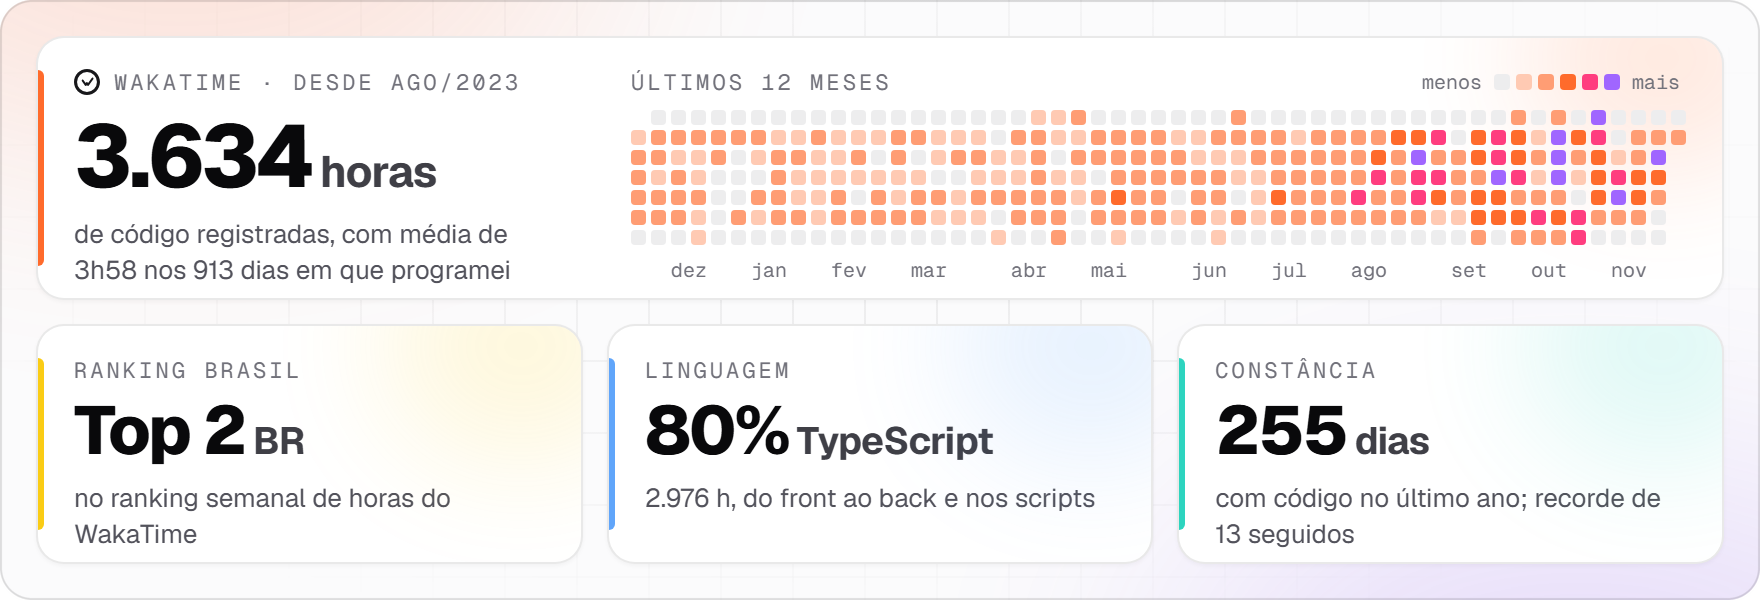 WAKATIME · DESDE AGO/2023
3.634 horas
de código registradas, com média de
3h58 nos 913 dias em que programei
ÚLTIMOS 12 MESES
menos mais
dez jan fev mar abr mai jun jul ago set out nov
RANKING BRASIL
Top 2 BR
no ranking semanal de horas do
WakaTime
LINGUAGEM
80% TypeScript
2.976 h, do front ao back e nos scripts
CONSTÂNCIA
255 dias
com código no último ano; recorde de
13 seguidos